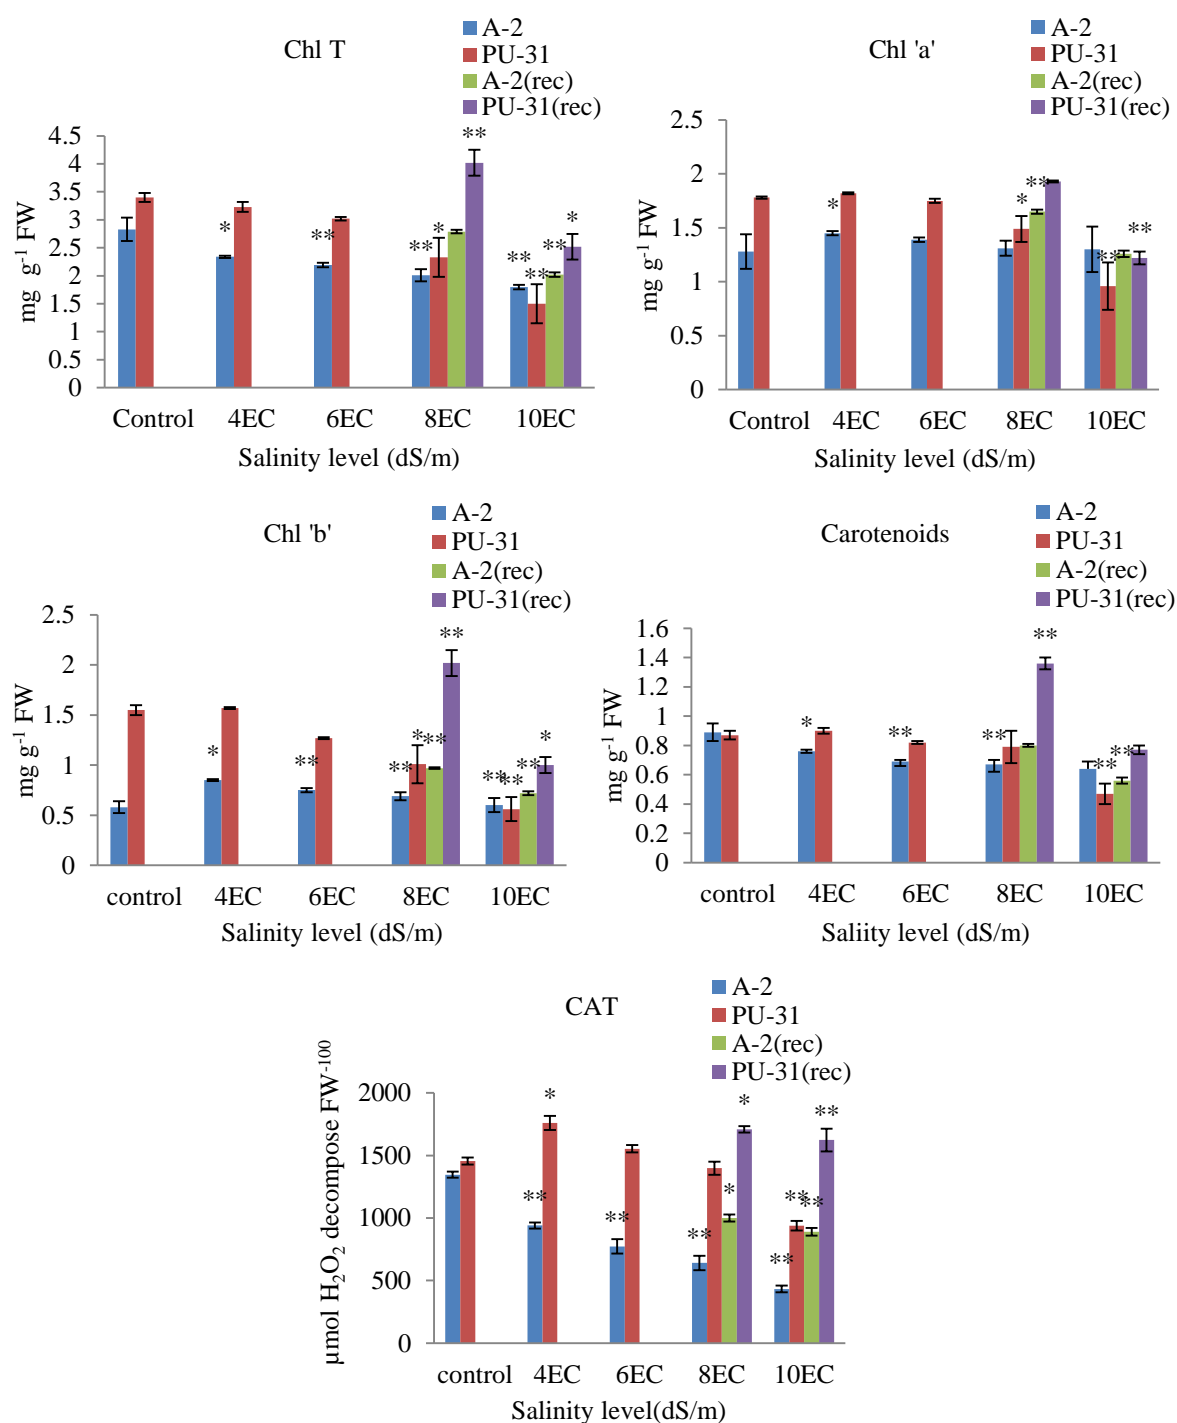 Chl T
A-2
PU-31
A-2(rec)
PU-31(rec)
mg g-1 FW
4.5
4
3.5
3
2.5
2
1.5
1
0.5
0
** 
* ** ** * ** ** ** *
Control 4EC 6EC 8EC 10EC
Salinity level (dS/m)
Chl 'a'
A-2
PU-31
A-2(rec)
PU-31(rec)
mg g-1 FW
2.5
2
1.5
1
0.5
0
* * ** ** **
Control 4EC 6EC 8EC 10EC
Salinity level (dS/m)
Chl 'b'
A-2
PU-31
A-2(rec)
PU-31(rec)
mg g-1 FW
2.5
2
1.5
1
0.5
0
* ** ** * ** ** ** ** ** *
control 4EC 6EC 8EC 10EC
Salinity level (dS/m)
Carotenoids
A-2
PU-31
A-2(rec)
PU-31(rec)
mg g-1 FW
1.6
1.4
1.2
1
0.8
0.6
0.4
0.2
0
* ** ** ** ** **
control 4EC 6EC 8EC 10EC
Saliity level (dS/m)
CAT
A-2
PU-31
A-2(rec)
PU-31(rec)
µmol H2O2 decompose FW-100
2000
1500
1000
500
0
** * ** ** * * ** ** ** **
control 4EC 6EC 8EC 10EC
Salinity level(dS/m)